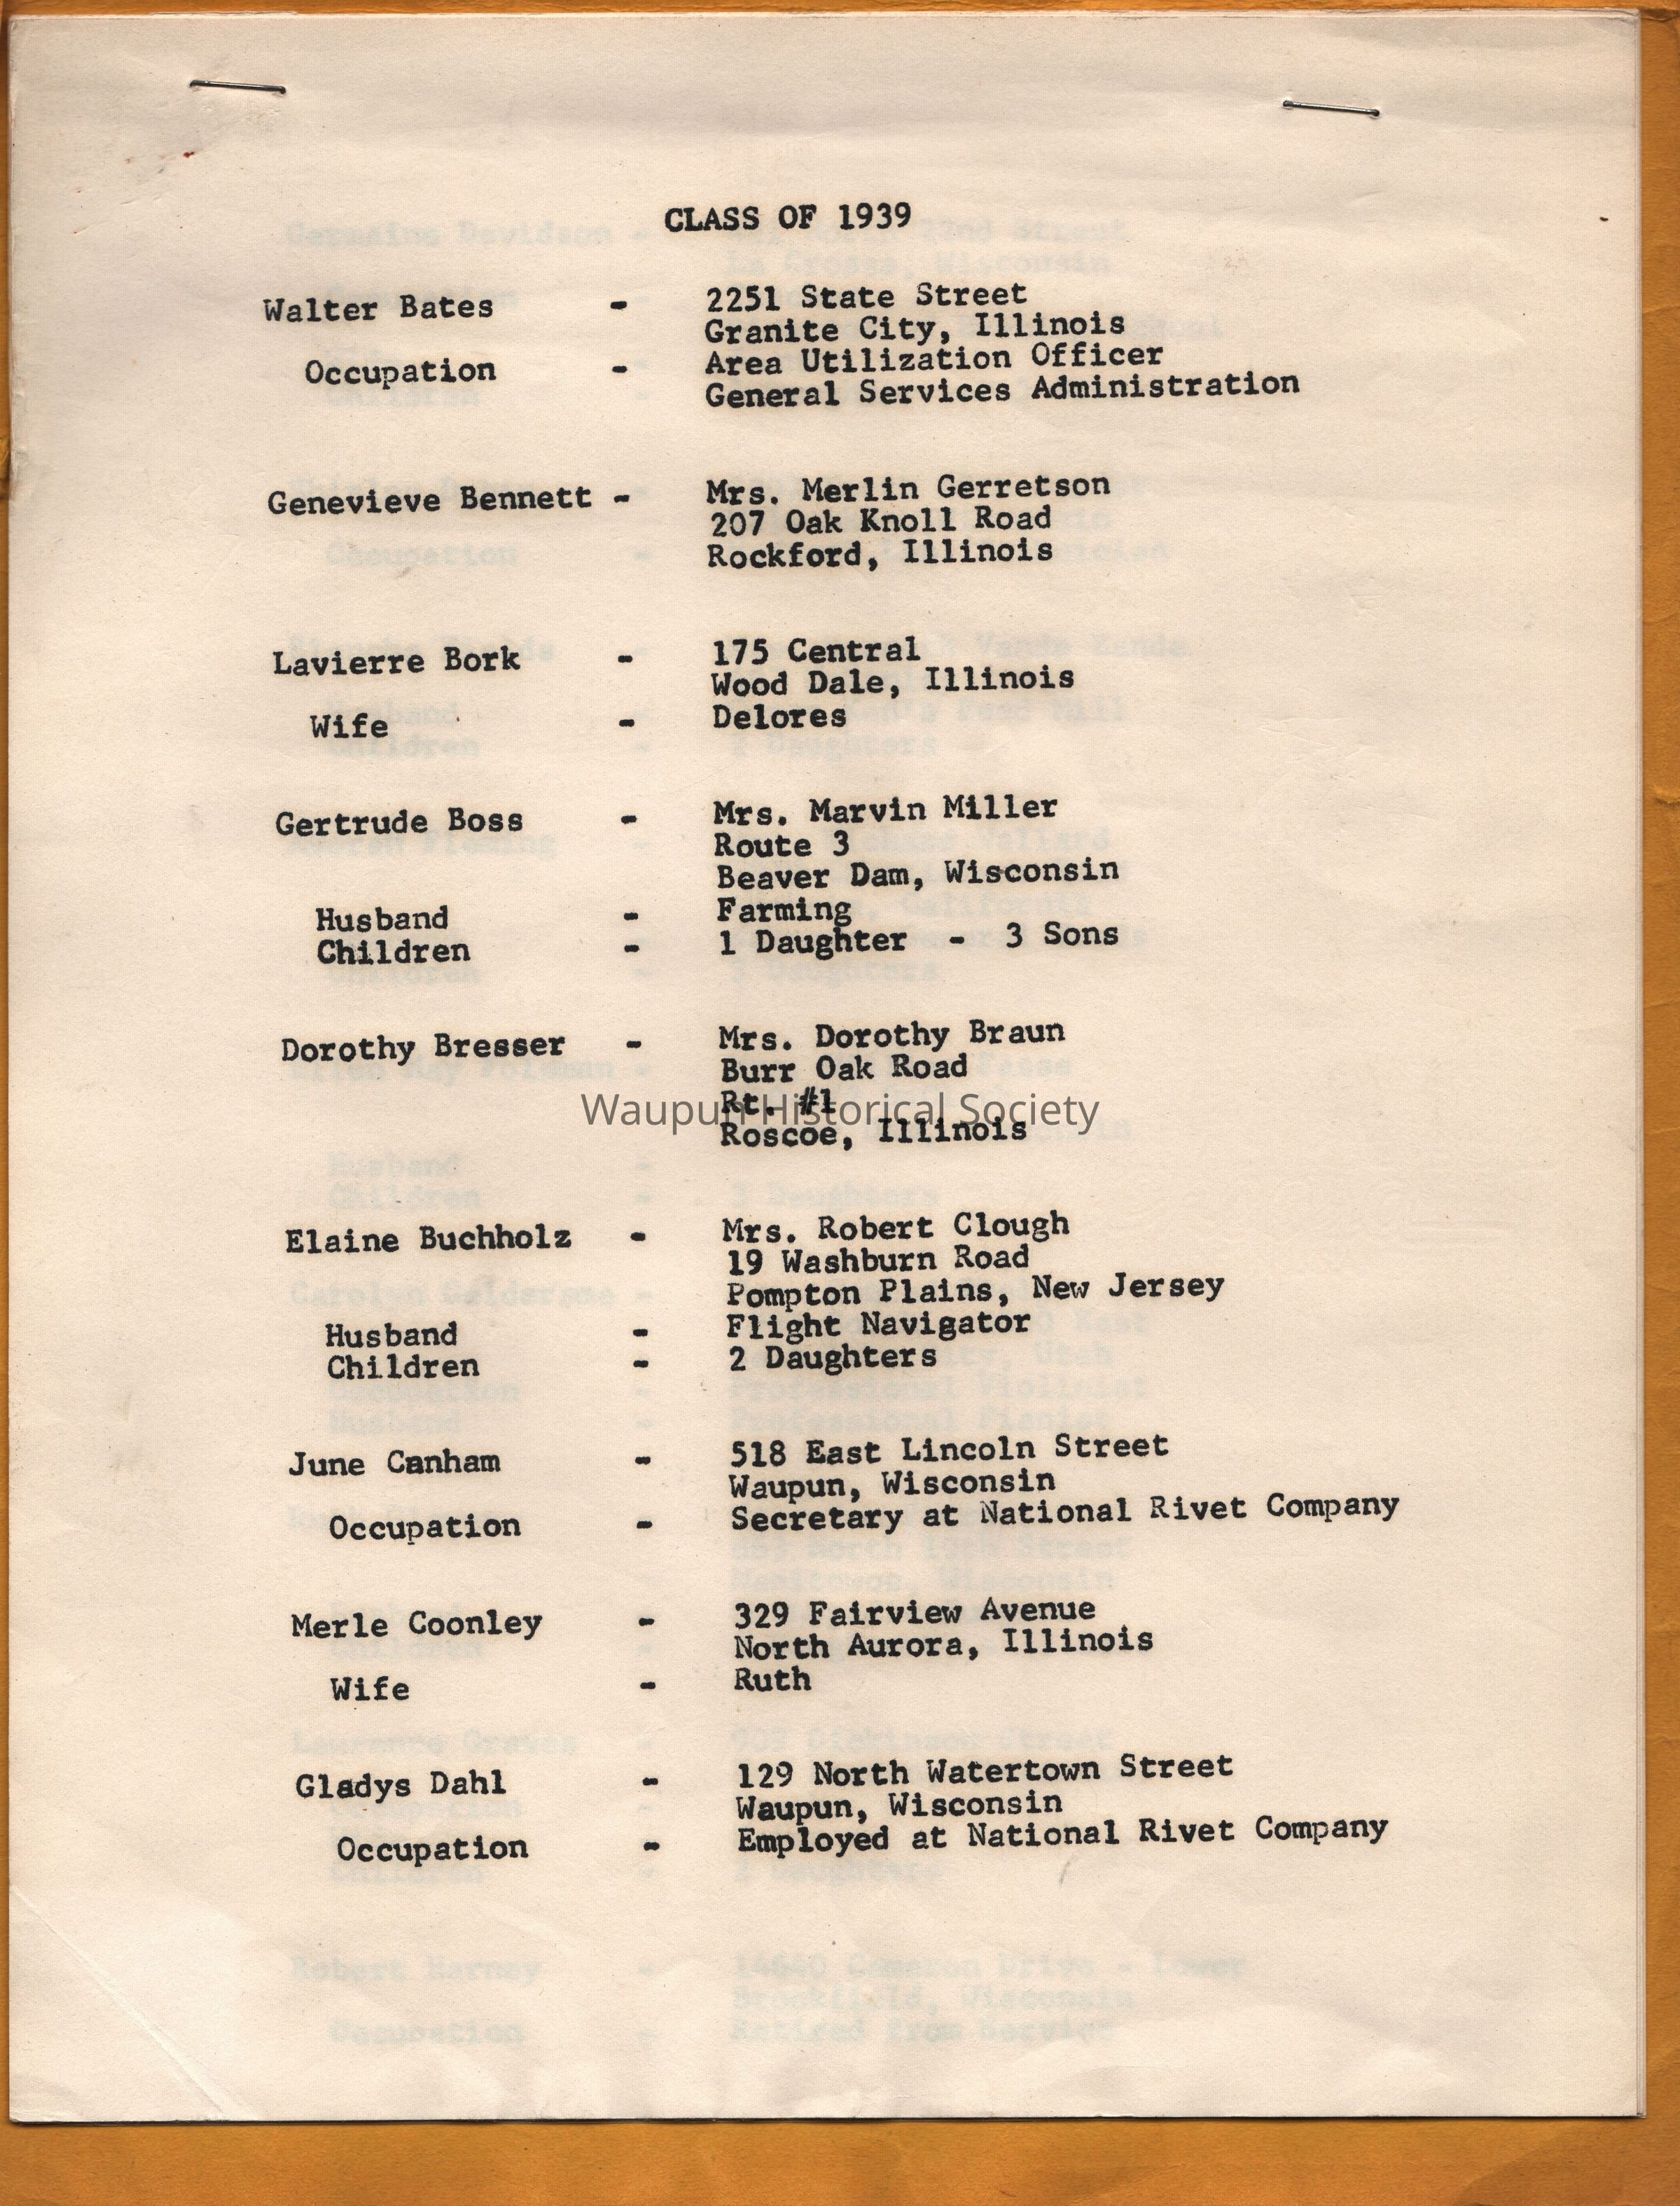 CLASS OF 1939
Walter Bates - 2251 State Street
Granite City, Illinois
Occupation - Area Utilization Officer
General Services Administration
Genevieve Bennett - Mrs. Merlin Gerretson
207 Oak Knoll Road
Rockford, Illinois
Lavierre Bork - 175 Central
Wood Dale, Illinois
Wife - Delores
Gertrude Boss - Mrs. Marvin Miller
Route 3
Beaver Dam, Wisconsin
Husband - Farming
Children - 1 Daughter - 3 Sons
Dorothy Bresser - Mrs. Dorothy Braun
Burr Oak Road
Rt. #1
Waupun Historical Society
Roscoe, Illinois
Elaine Buchholz - Mrs. Robert Clough
19 Washburn Road
Pompton Plains, New Jersey
Husband - Flight Navigator
Children - 2 Daughters
June Canham - 518 East Lincoln Street
Waupun, Wisconsin
Occupation - Secretary at National Rivet Company
Merle Coonley - 329 Fairview Avenue
North Aurora, Illinois
Wife - Ruth
Gladys Dahl - 129 North Watertown Street
Waupun, Wisconsin
Occupation - Employed at National Rivet Company